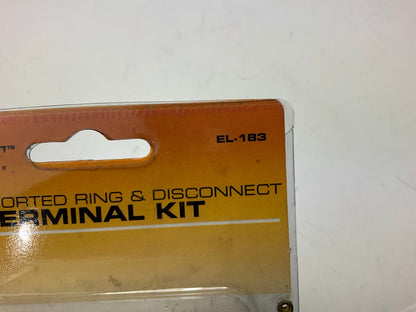 EL-183
ORTED RING & DISCONNECT
ERMINAL KIT